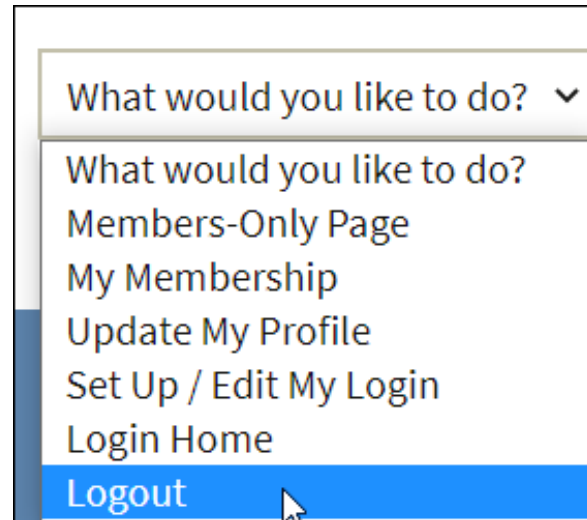 What would you like to do?
What would you like to do?
Members-Only Page
My Membership
Update My Profile
Set Up / Edit My Login
Login Home
Logout